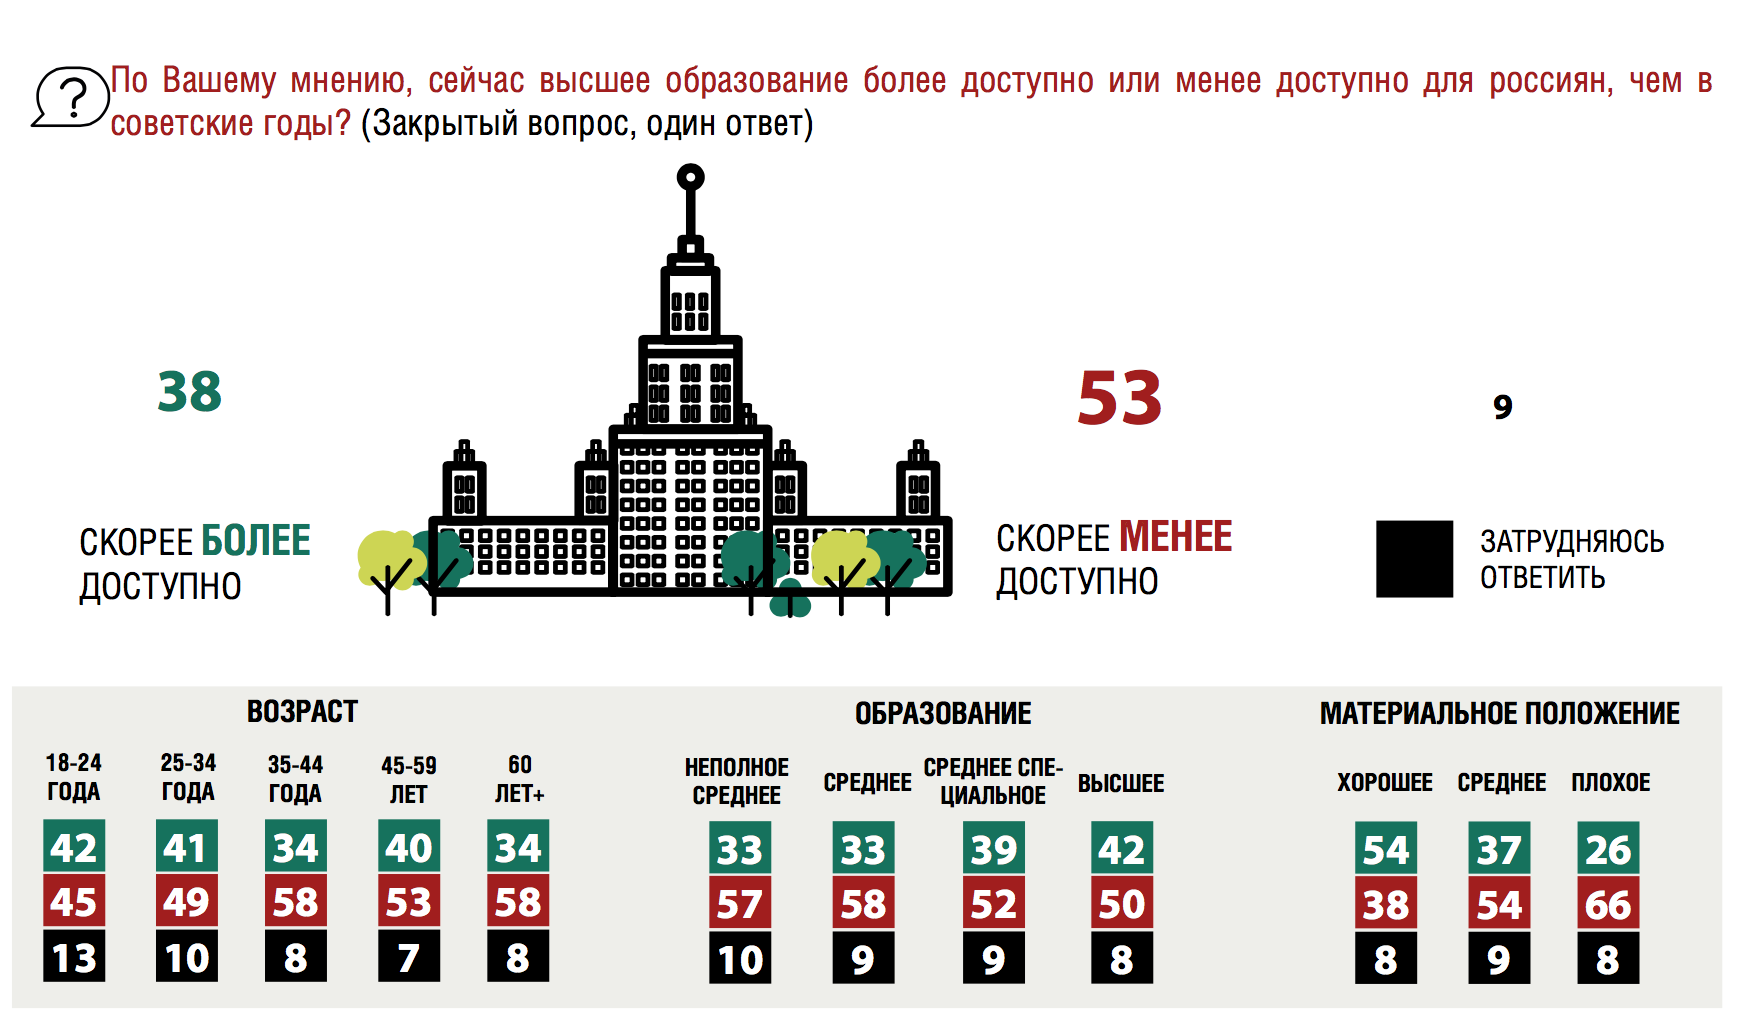 ?
По Вашему мнению, сейчас высшее образование более доступно или менее доступно для россиян, чем в
советские годы? (Закрытый вопрос, один ответ)
38
53
9
СКОРЕЕ БОЛЕЕ
ДОСТУПНО
СКОРЕЕ МЕНЕЕ
ДОСТУПНО
ЗАТРУДНЯЮСЬ
ОТВЕТИТЬ
ВОЗРАСТ
18-24
ГОДА
25-34
ГОДА
35-44
ГОДА
45-59
ЛЕТ
60
ЛЕТ+
42 41 34 40 34
45 49 58 53 58
13 10 8 7 8
ОБРАЗОВАНИЕ
НЕПОЛНОЕ
СРЕДНЕЕ
СРЕДНЕЕ
СРЕДНЕЕ СПЕ-
ЦИАЛЬНОЕ
ВЫСШЕЕ
33 33 39 42
57 58 52 50
10 9 9 8
МАТЕРИАЛЬНОЕ ПОЛОЖЕНИЕ
ХОРОШЕЕ СРЕДНЕЕ ПЛОХОЕ
54 37 26
38 54 66
8 9 8